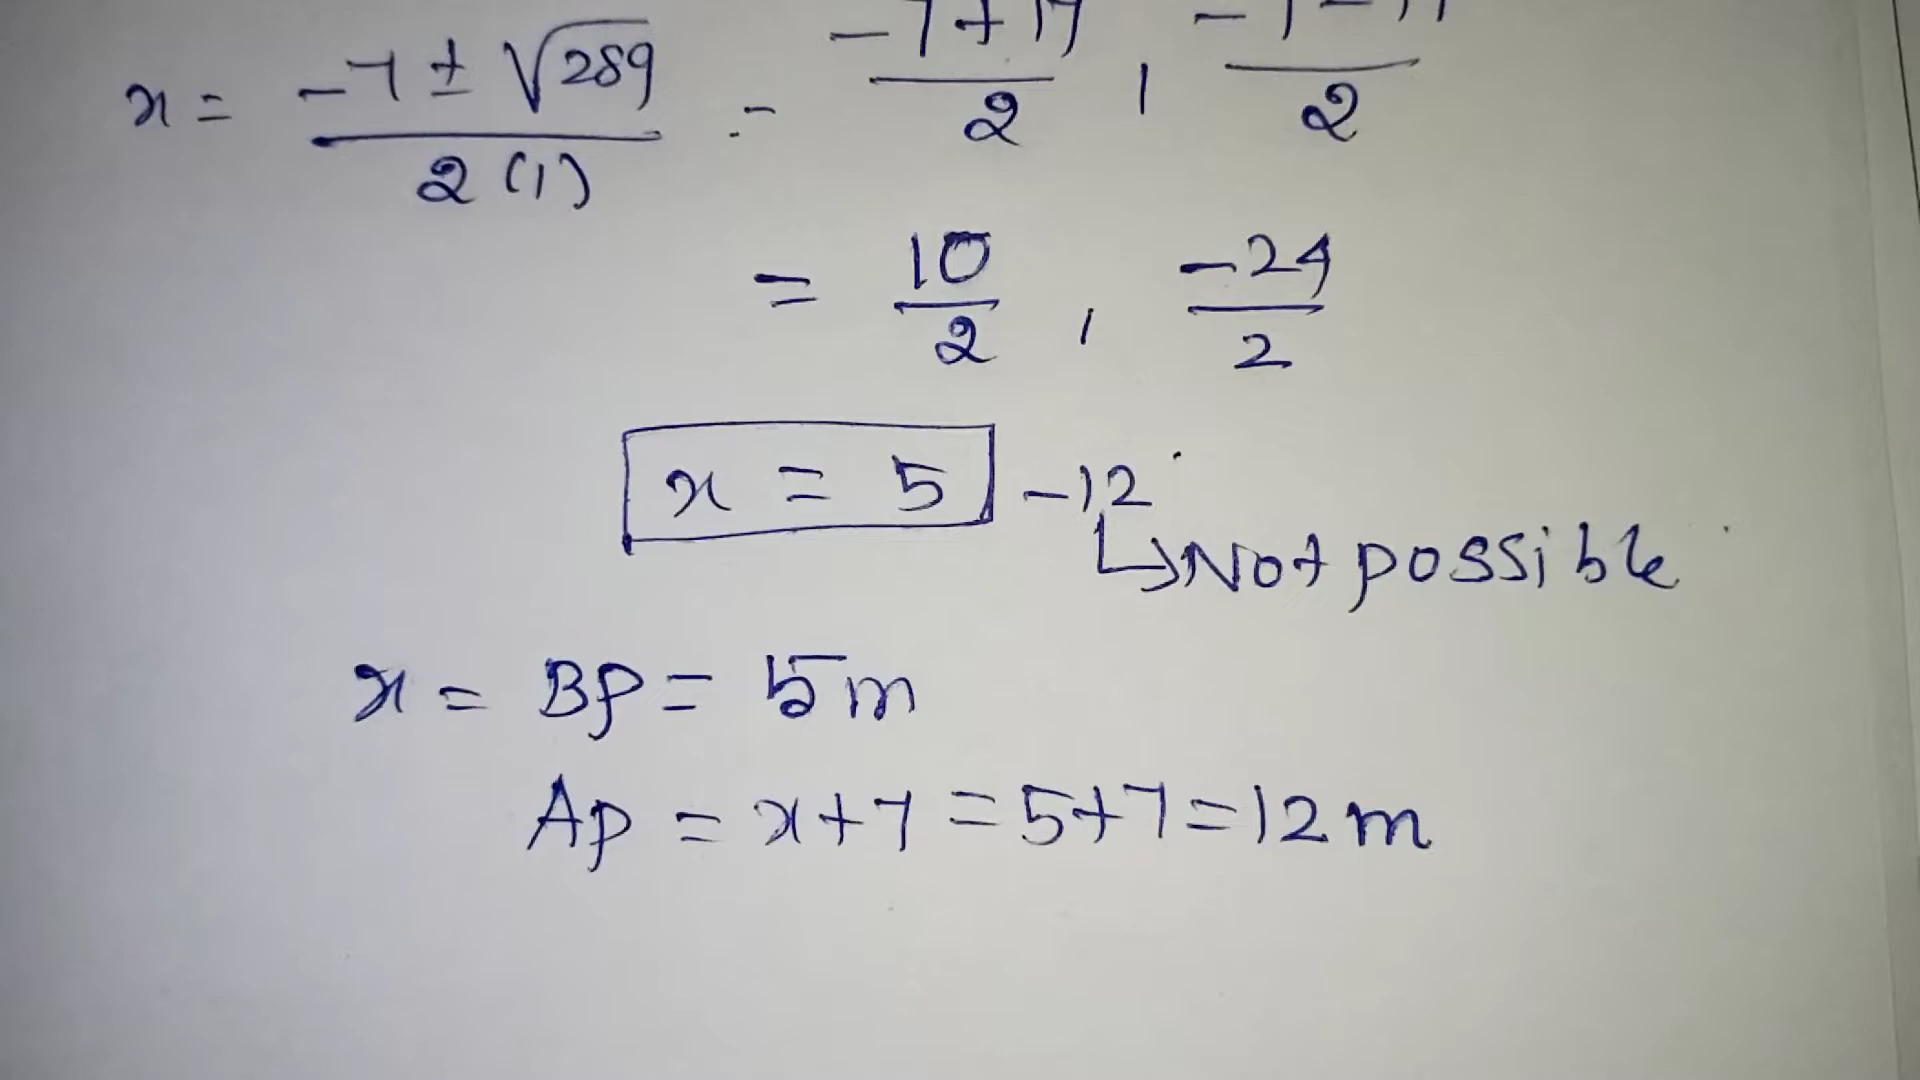 x = -7 ± √289 / 2(1) = -7+17 / 2 , -7-17 / 2
= 10/2 , -24/2
x = 5 -12
↳Not possible
x = BP = 5m
AP = x+7 = 5+7 = 12m